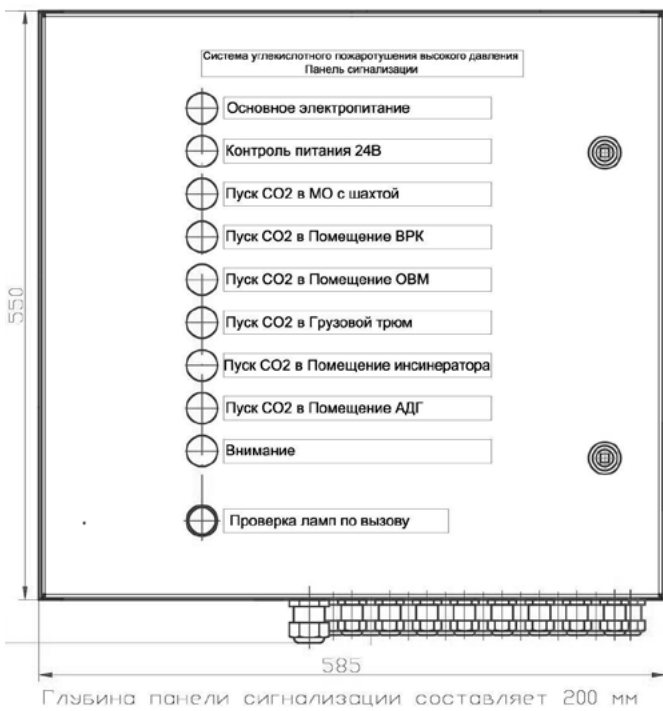 Система углекислотного пожаротушения высокого давления
Панель сигнализации
Основное электропитание
Контроль питания 24В
Пуск СО2 в МО с шахтой
Пуск СО2 в Помещение ВРК
Пуск СО2 в Помещение ОВМ
Пуск СО2 в Грузовой трюм
Пуск СО2 в Помещение инсинератора
Пуск СО2 в Помещение АДГ
Внимание
Проверка ламп по вызову
550
585
Глубина панели сигнализации составляет 200 мм